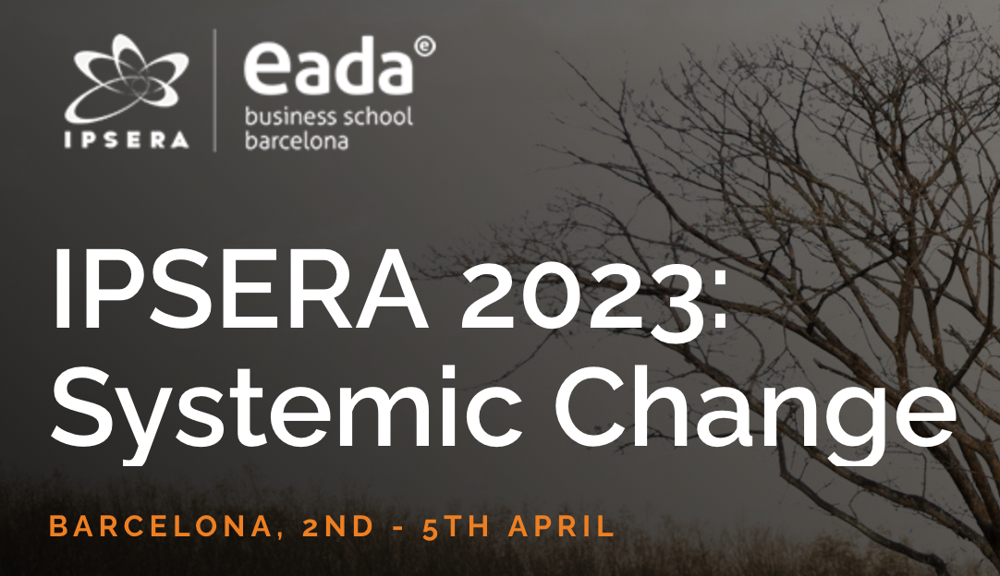 IPSERA
eada e
business school
barcelona
IPSERA 2023:
Systemic Change
BARCELONA, 2ND - 5TH APRIL